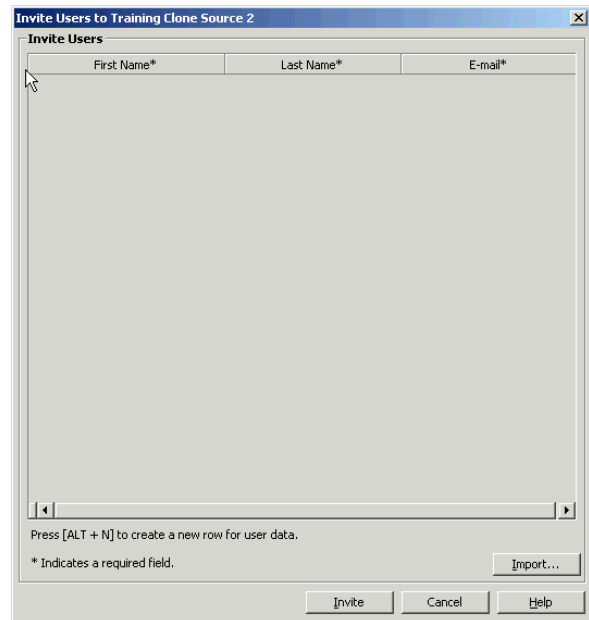 Invite Users to Training Clone Source 2
Invite Users
First Name* Last Name* E-mail*
Press [ALT + N] to create a new row for user data.
* Indicates a required field.
Import...
Invite Cancel Help